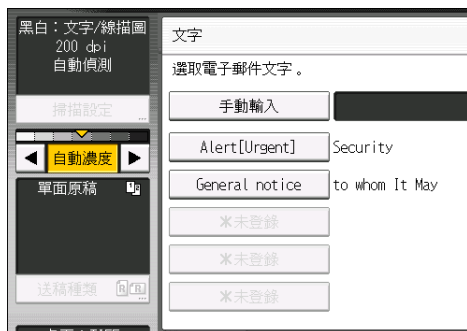 黑白：文字/線描圖
200 dpi
自動偵測
掃描設定
自動濃度
單面原稿
送稿種類
文字
選取電子郵件文字。
手動輸入
Alert[Urgent] Security
General notice to whom It May
*未登錄
*未登錄
*未登錄